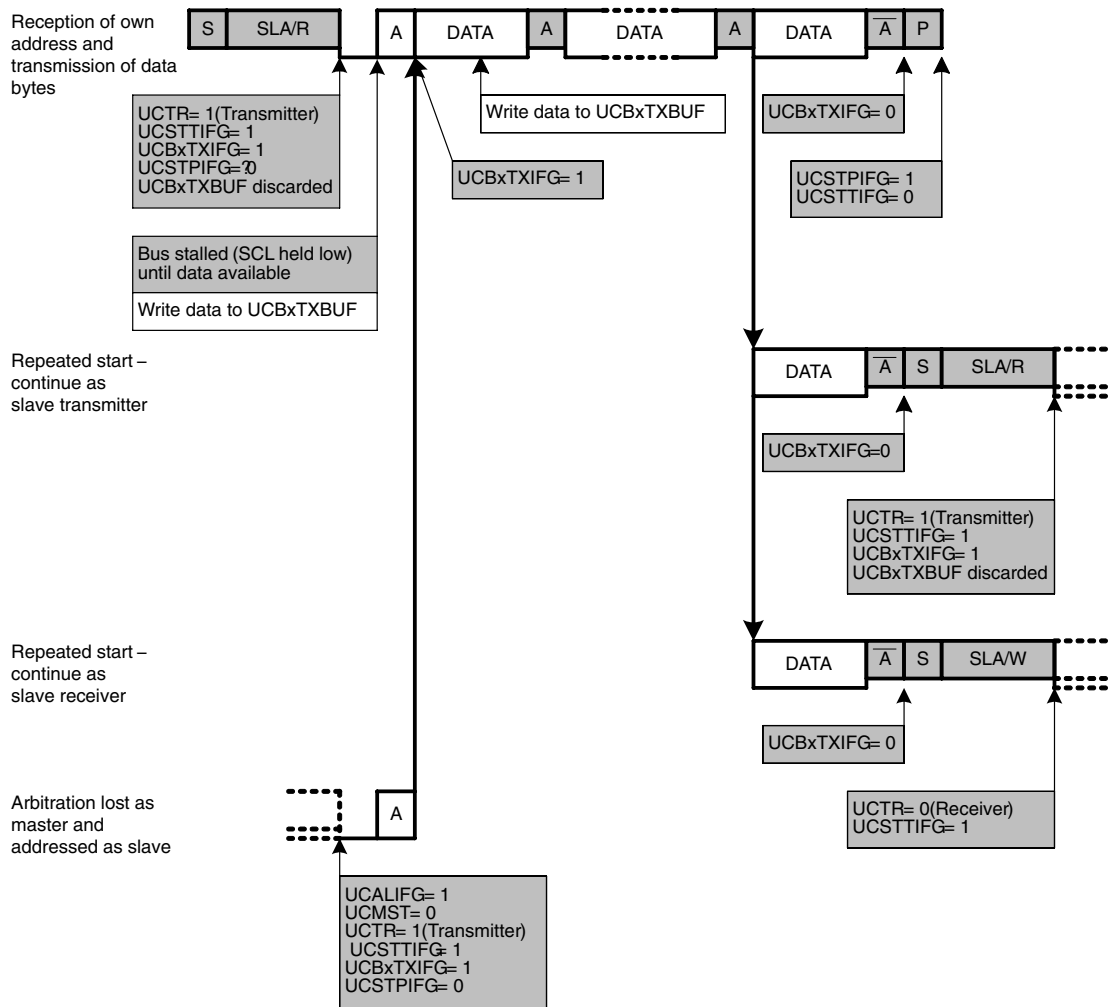 Reception of own
address and
transmission of data
bytes
S SLA/R A DATA A DATA A DATA A̅ P
UCTR= 1(Transmitter)
UCSTTIFG= 1
UCBxTXIFG= 1
UCSTPIFG=?0
UCBxTXBUF discarded
Write data to UCBxTXBUF
UCBxTXIFG= 1
UCBxTXIFG= 0
UCSTPIFG= 1
UCSTTIFG= 0
Bus stalled (SCL held low)
until data available
Write data to UCBxTXBUF
Repeated start –
continue as
slave transmitter
DATA A̅ S SLA/R
UCBxTXIFG=0
UCTR= 1(Transmitter)
UCSTTIFG= 1
UCBxTXIFG= 1
UCBxTXBUF discarded
Repeated start –
continue as
slave receiver
DATA A̅ S SLA/W
UCBxTXIFG= 0
UCTR= 0(Receiver)
UCSTTIFG= 1
Arbitration lost as
master and
addressed as slave
A
UCALIFG= 1
UCMST= 0
UCTR= 1(Transmitter)
UCSTTIFG= 1
UCBxTXIFG= 1
UCSTPIFG= 0